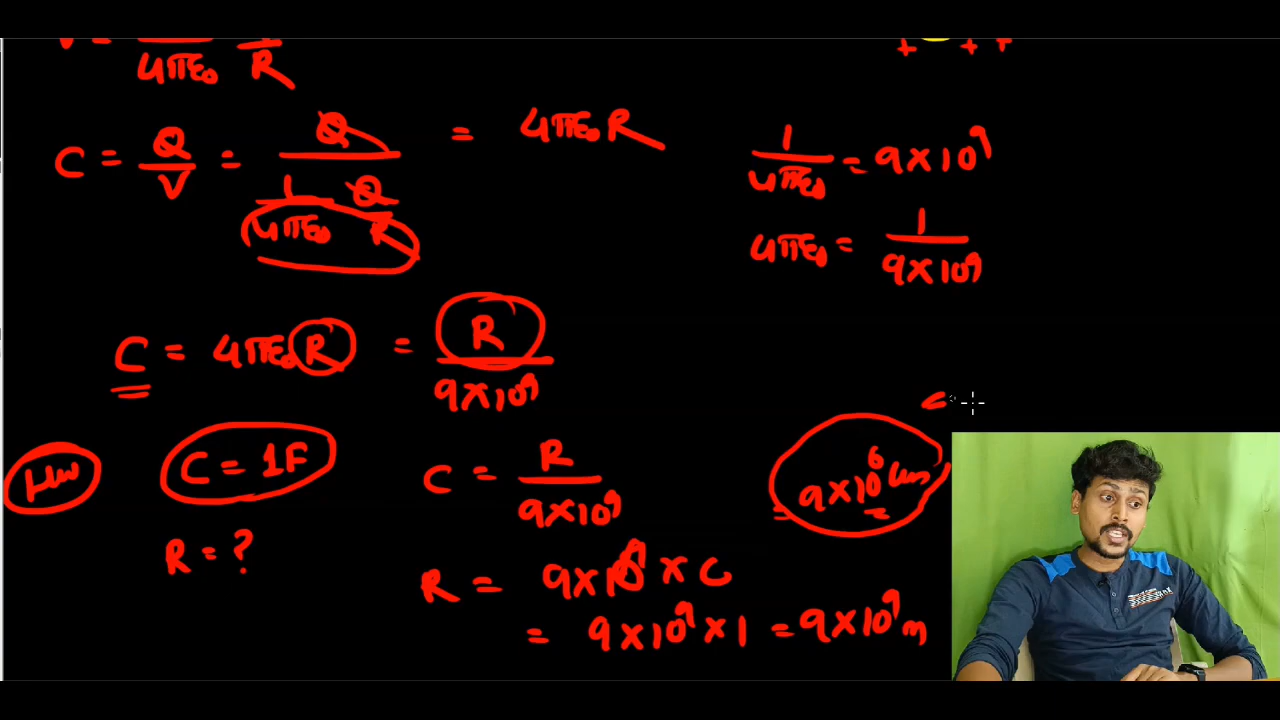 4πε₀ R
C = Q/V = Q / (1/4πε₀ Q/R) = 4πε₀R
1/4πε₀ = 9×10⁹
4πε₀ = 1/9×10⁹
C = 4πε₀R = R/9×10⁹
HW C = 1F
R = ?
C = R/9×10⁹
R = 9×10⁹ × C
= 9×10⁹×1 = 9×10⁹m
= 9×10⁶ km